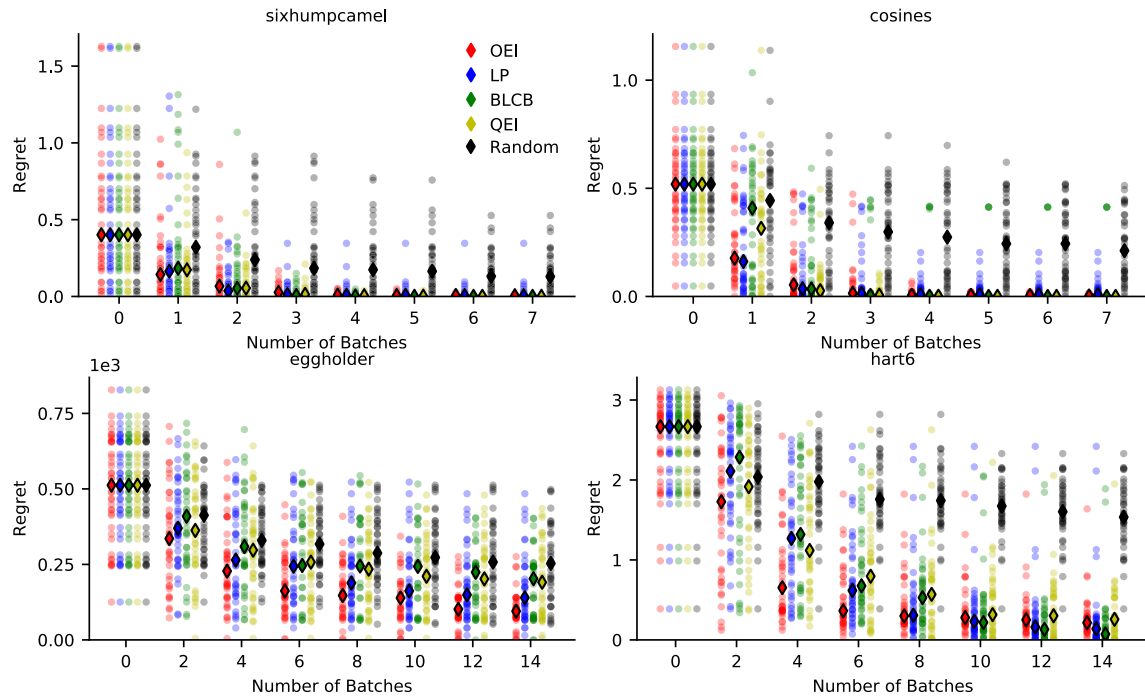 sixhumpcamel
Regret
1.5
1.0
0.5
0.0
OEI
LP
BLCB
QEI
Random
0 1 2 3 4 5 6 7
Number of Batches
cosines
Regret
1.0
0.5
0.0
0 1 2 3 4 5 6 7
Number of Batches
eggholder
1e3
Regret
0.75
0.50
0.25
0.00
0 2 4 6 8 10 12 14
Number of Batches
hart6
Regret
3
2
1
0
0 2 4 6 8 10 12 14
Number of Batches